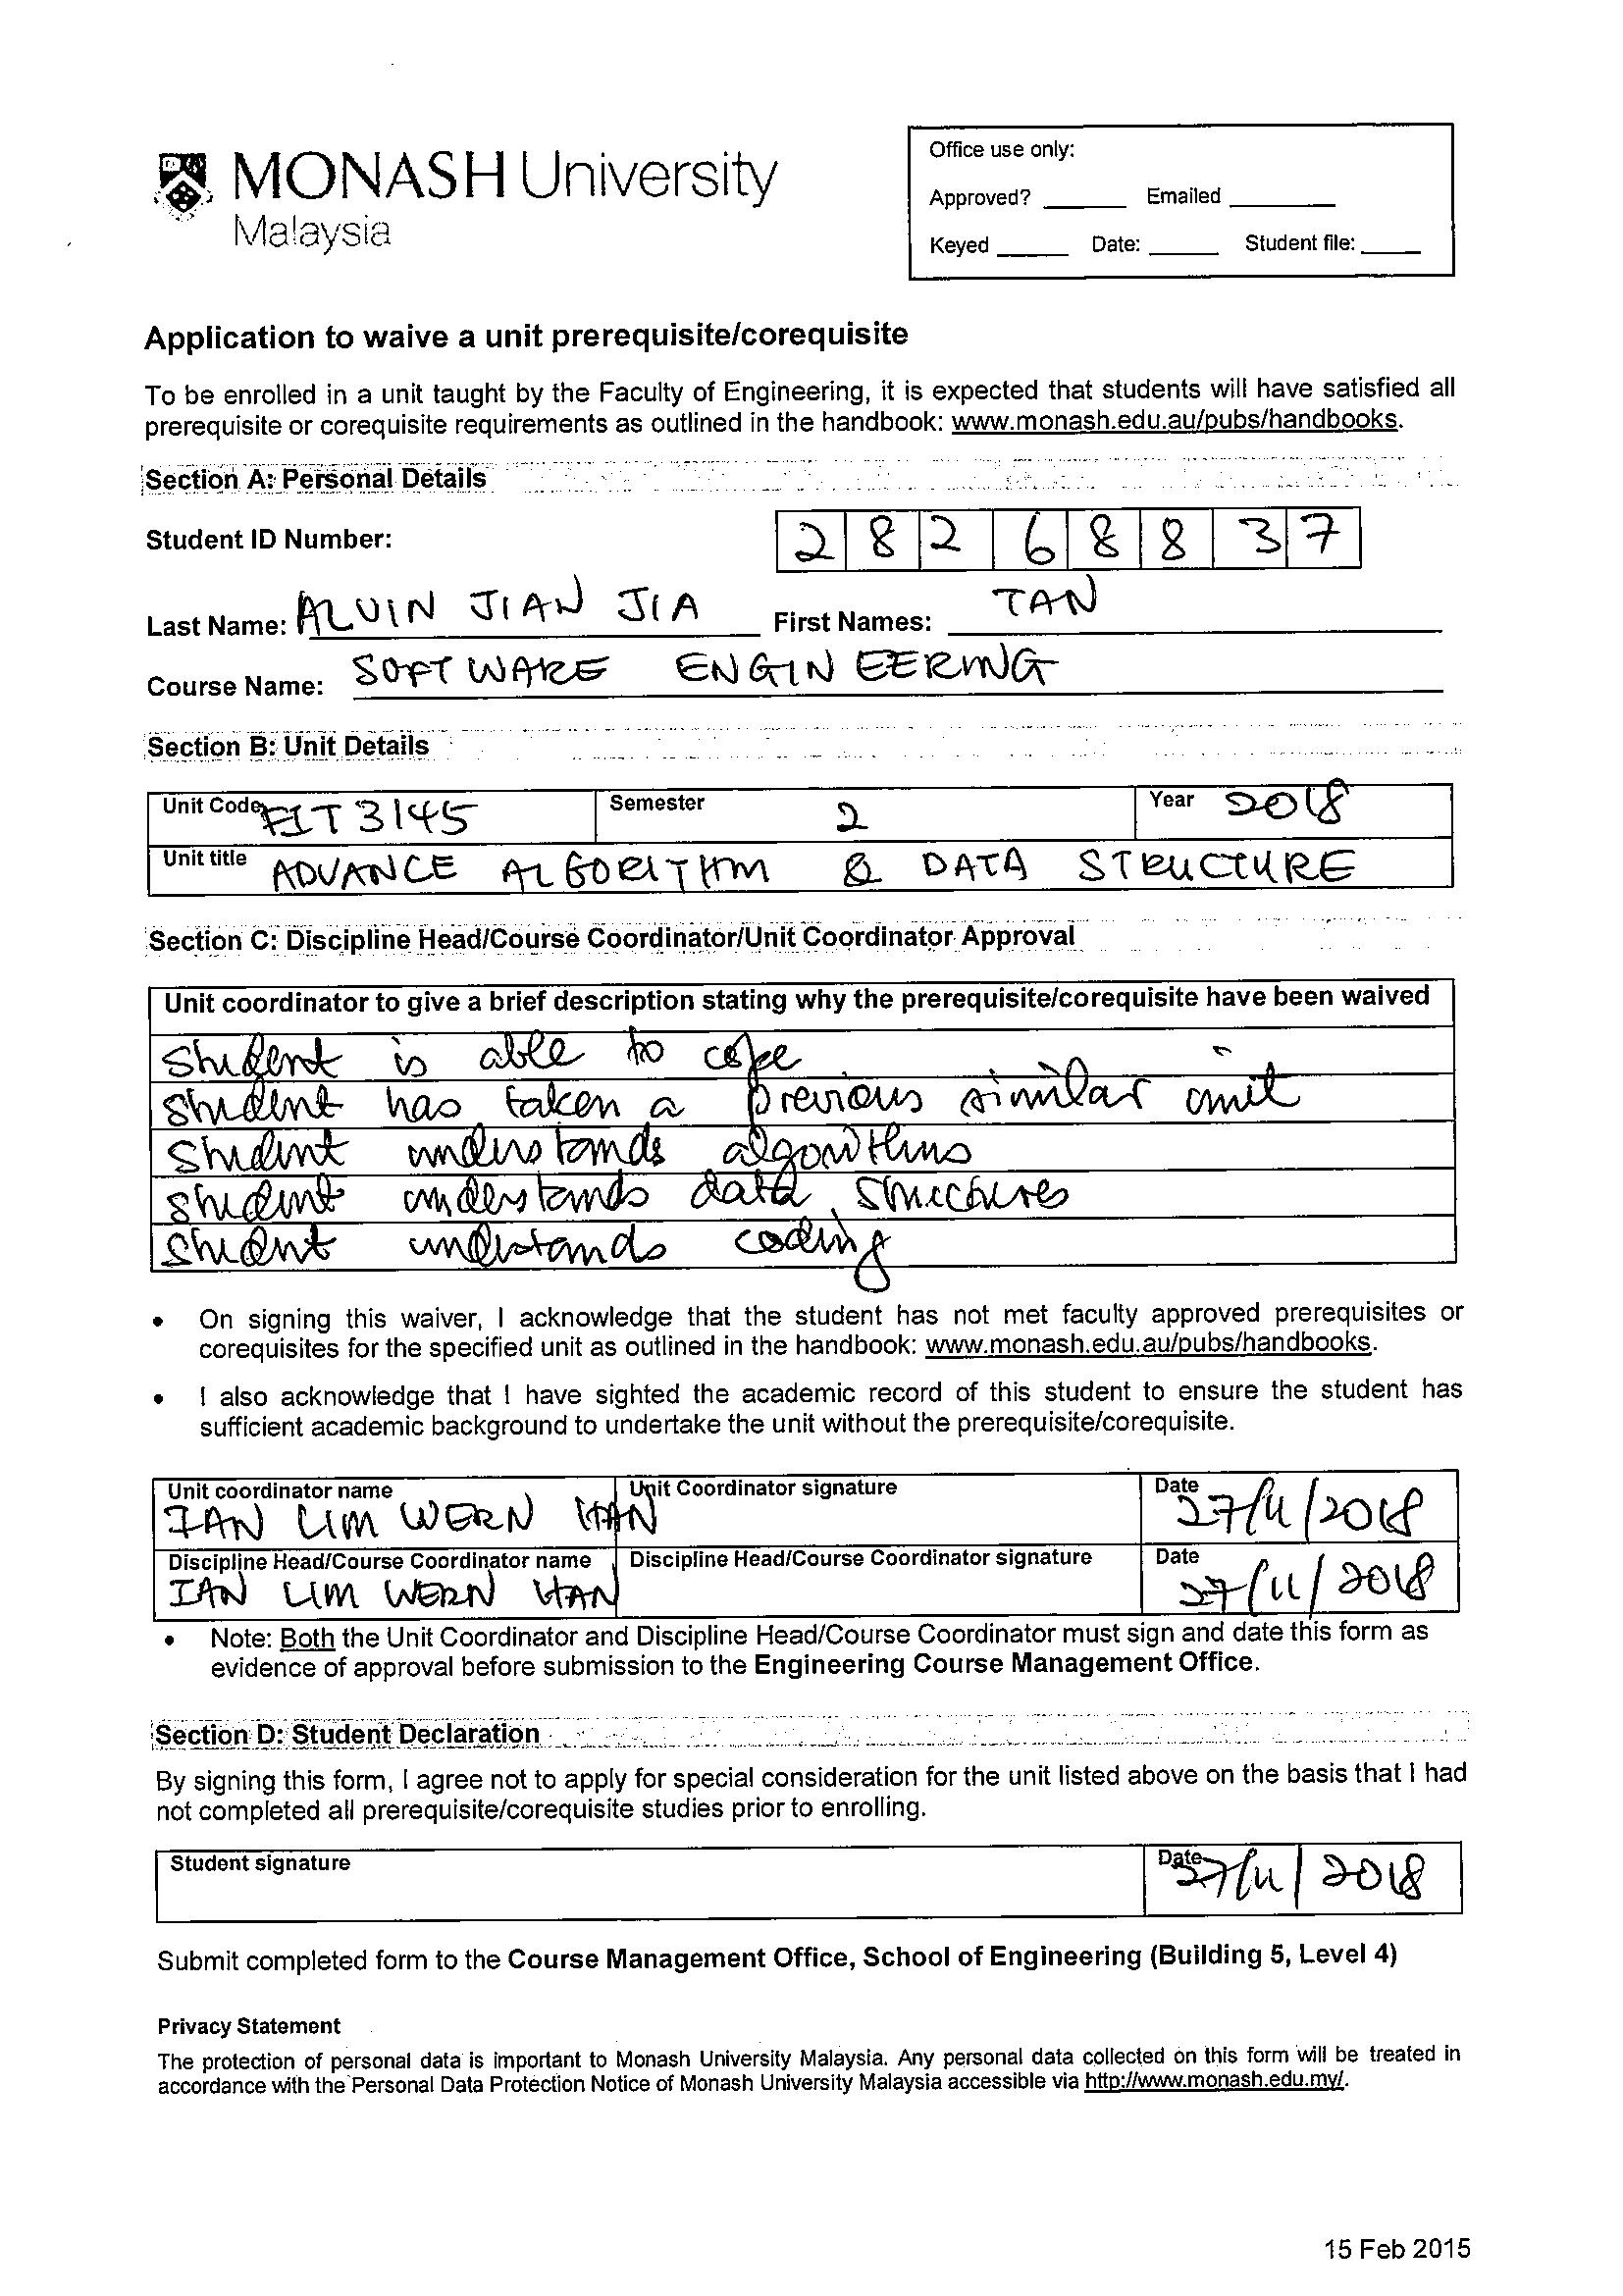 MONASH University
Malaysia
Office use only:
Approved? ______ Emailed ________
Keyed ______ Date: _____ Student file: ____
Application to waive a unit prerequisite/corequisite
To be enrolled in a unit taught by the Faculty of Engineering, it is expected that students will have satisfied all
prerequisite or corequisite requirements as outlined in the handbook: www.monash.edu.au/pubs/handbooks.
Section A: Personal Details
Student ID Number: 2 8 2 6 8 8 3 7
Last Name: ALVIN JIAN JIA First Names: TAN
Course Name: SOFTWARE ENGINEERING
Section B: Unit Details
Unit Code FIT3145 Semester 2 Year 2018
Unit title ADVANCE ALGORITHM & DATA STRUCTURE
Section C: Discipline Head/Course Coordinator/Unit Coordinator Approval
Unit coordinator to give a brief description stating why the prerequisite/corequisite have been waived
student is able to cope
student has taken a previous similar unit
student understands algorithms
student understands data structures
student understands coding
• On signing this waiver, I acknowledge that the student has not met faculty approved prerequisites or
corequisites for the specified unit as outlined in the handbook: www.monash.edu.au/pubs/handbooks.
• I also acknowledge that I have sighted the academic record of this student to ensure the student has
sufficient academic background to undertake the unit without the prerequisite/corequisite.
Unit coordinator name Unit Coordinator signature Date
IAN LIM WERN HAN 27/11/2018
Discipline Head/Course Coordinator name Discipline Head/Course Coordinator signature Date
IAN LIM WERN HAN 27/11/2018
• Note: Both the Unit Coordinator and Discipline Head/Course Coordinator must sign and date this form as
evidence of approval before submission to the Engineering Course Management Office.
Section D: Student Declaration
By signing this form, I agree not to apply for special consideration for the unit listed above on the basis that I had
not completed all prerequisite/corequisite studies prior to enrolling.
Student signature Date 27/11/2018
Submit completed form to the Course Management Office, School of Engineering (Building 5, Level 4)
Privacy Statement
The protection of personal data is important to Monash University Malaysia. Any personal data collected on this form will be treated in
accordance with the Personal Data Protection Notice of Monash University Malaysia accessible via http://www.monash.edu.my/.
15 Feb 2015